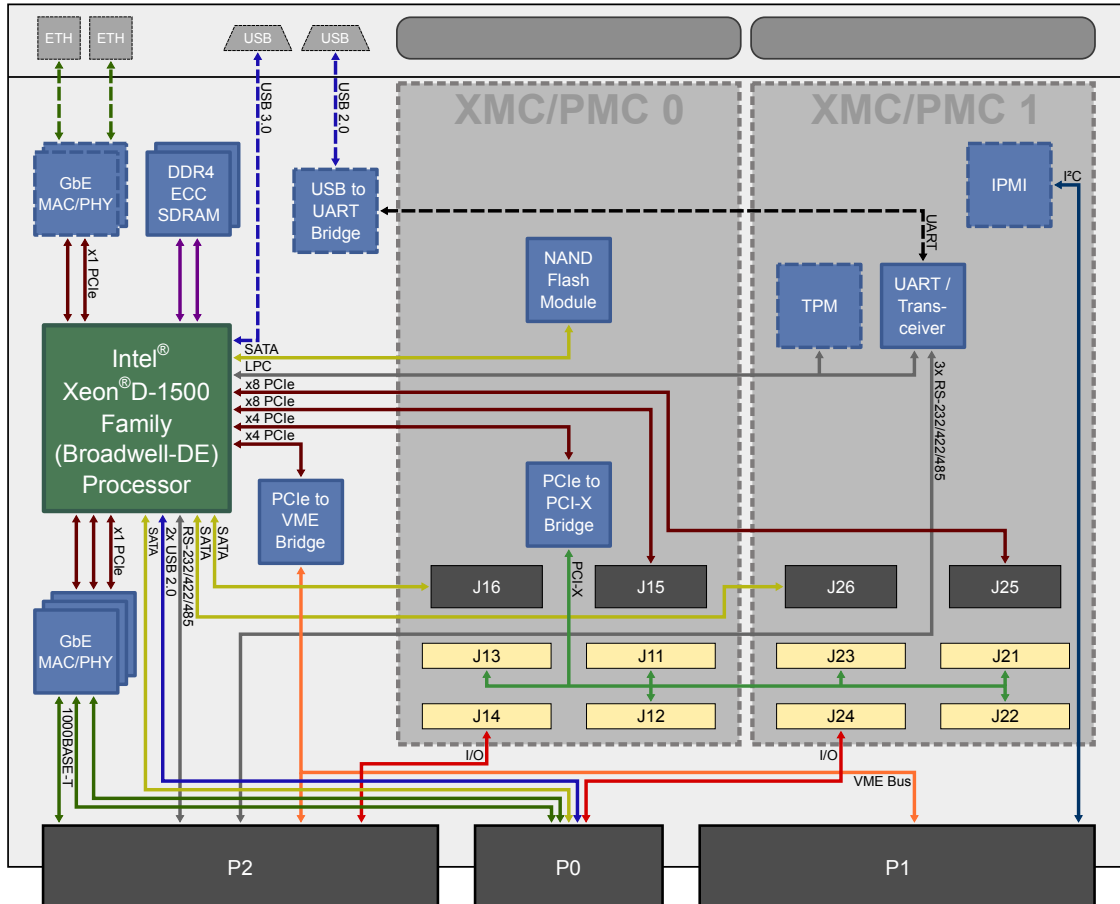 ETH
ETH
USB
USB
USB 3.0
USB 2.0
XMC/PMC 0
XMC/PMC 1
GbE
MAC/PHY
DDR4
ECC
SDRAM
USB to
UART
Bridge
IPMI
I²C
UART
x1 PCIe
NAND
Flash
Module
TPM
UART /
Trans-
ceiver
Intel®
Xeon®D-1500
Family
(Broadwell-DE)
Processor
SATA
LPC
x8 PCIe
x8 PCIe
x4 PCIe
x4 PCIe
3x RS-232/422/485
PCIe to
VME
Bridge
PCIe to
PCI-X
Bridge
x1 PCIe
SATA
2x USB 2.0
RS-232/422/485
SATA
SATA
PCI-X
J16
J15
J26
J25
GbE
MAC/PHY
J13
J11
J23
J21
J14
J12
J24
J22
1000BASE-T
I/O
I/O
VME Bus
P2
P0
P1